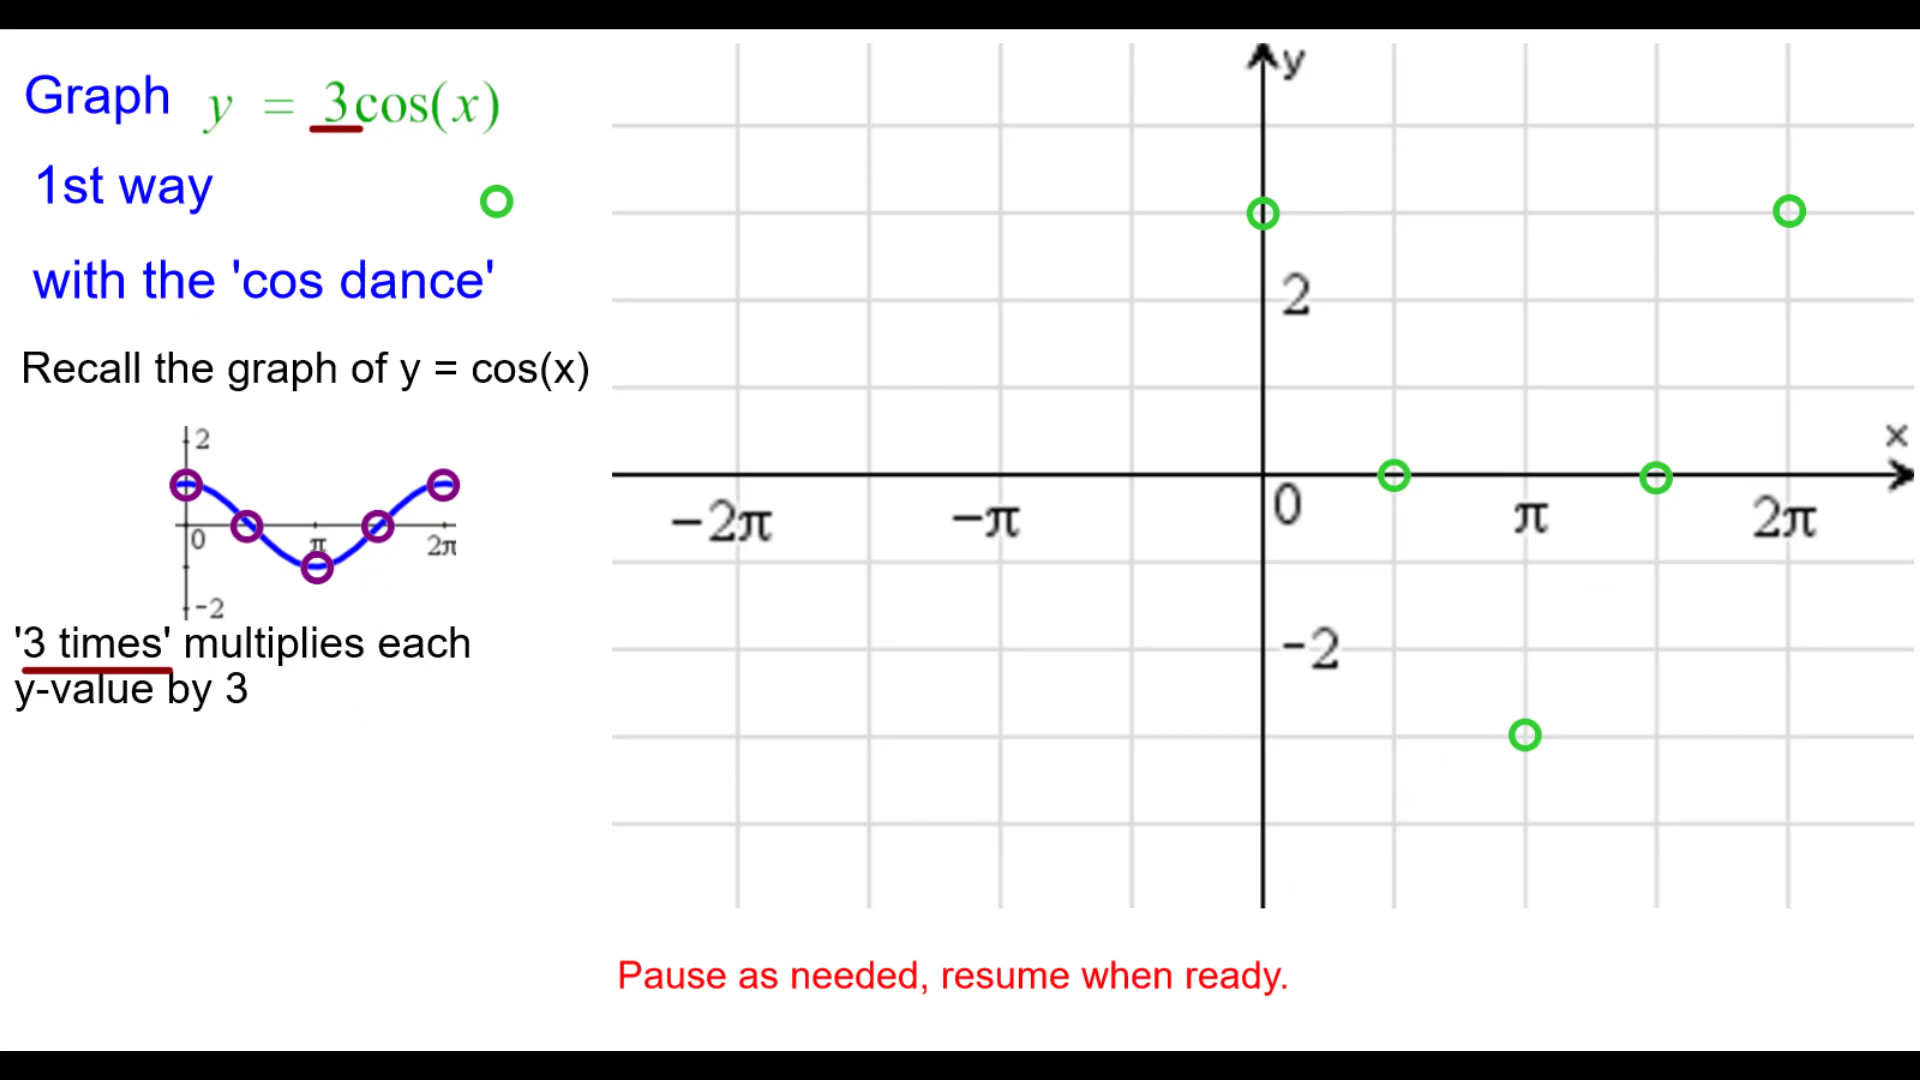 Graph y = 3cos(x)
1st way
with the 'cos dance'
Recall the graph of y = cos(x)
2
0 π 2π
-2
'3 times' multiplies each
y-value by 3
y
2
x
−2π −π 0 π 2π
-2
Pause as needed, resume when ready.